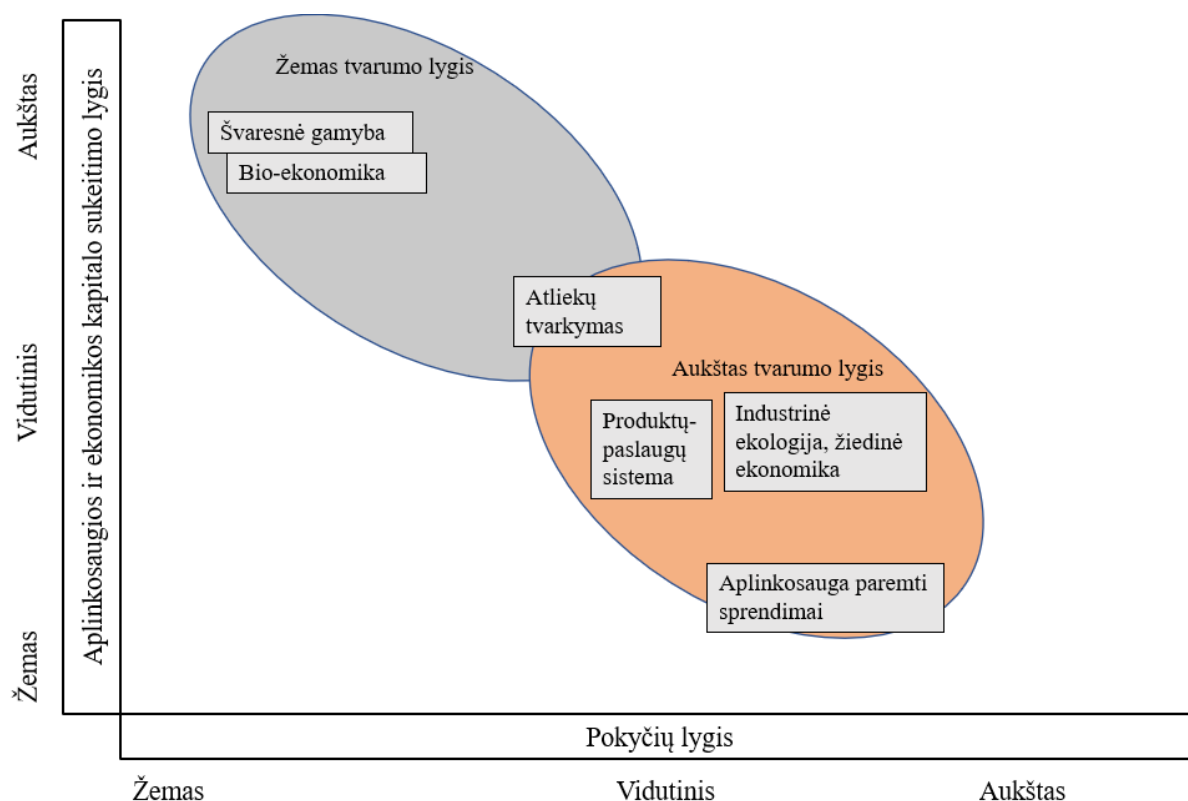 Aukštas
Vidutinis
Žemas
Aplinkosaugios ir ekonomikos kapitalo sukeitimo lygis
Žemas tvarumo lygis
Švaresnė gamyba
Bio-ekonomika
Atliekų
tvarkymas
Aukštas tvarumo lygis
Produktų-
paslaugų
sistema
Industrinė
ekologija, žiedinė
ekonomika
Aplinkosauga paremti
sprendimai
Pokyčių lygis
Žemas
Vidutinis
Aukštas